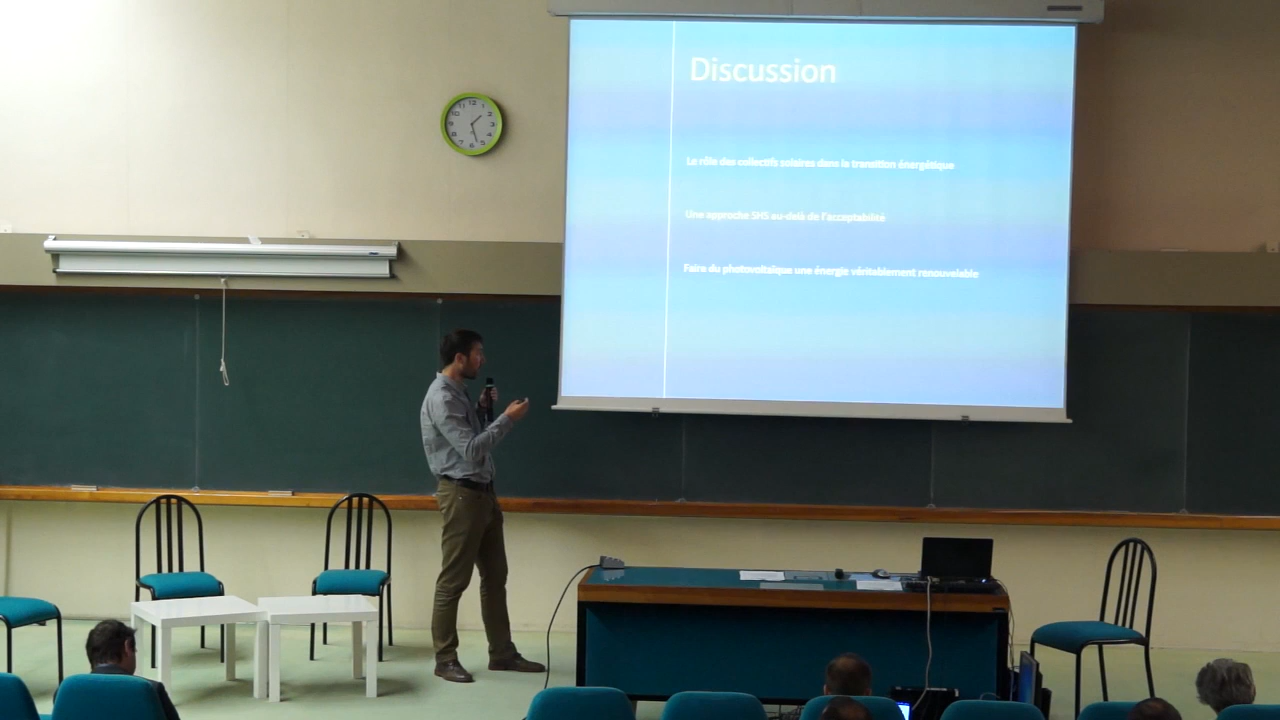 Discussion
Le rôle des collectifs solaires dans la transition énergétique
Une approche SHS au-delà de l'acceptabilité
Faire du photovoltaïque une énergie véritablement renouvelable